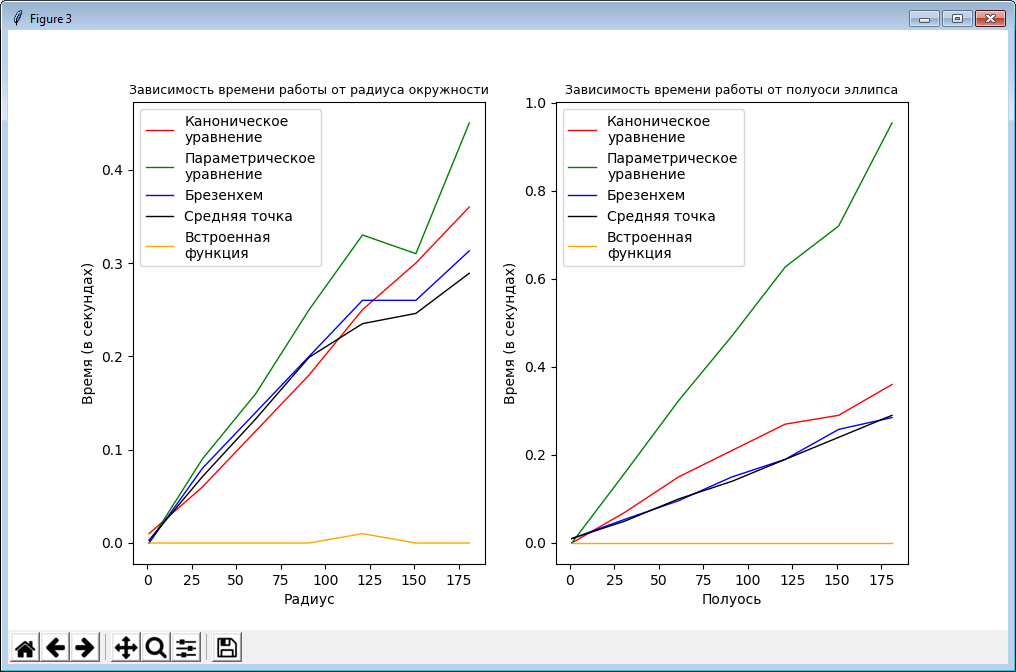 Figure 3
Зависимость времени работы от радиуса окружности
Каноническое
уравнение
Параметрическое
уравнение
Брезенхем
Средняя точка
Встроенная
функция
Время (в секундах)
0.4
0.3
0.2
0.1
0.0
0 25 50 75 100 125 150 175
Радиус
Зависимость времени работы от полуоси эллипса
Каноническое
уравнение
Параметрическое
уравнение
Брезенхем
Средняя точка
Встроенная
функция
Время (в секундах)
1.0
0.8
0.6
0.4
0.2
0.0
0 25 50 75 100 125 150 175
Полуось